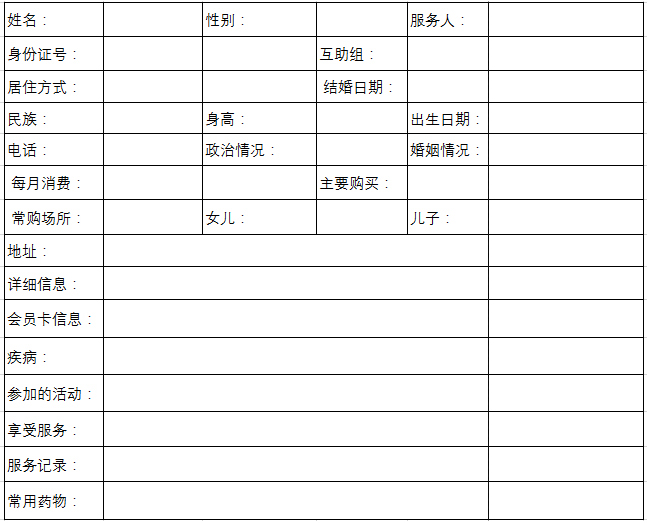 姓名： 性别： 服务人：
身份证号： 互助组：
居住方式： 结婚日期：
民族： 身高： 出生日期：
电话： 政治情况： 婚姻情况：
每月消费： 主要购买：
常购场所： 女儿： 儿子：
地址：
详细信息：
会员卡信息：
疾病：
参加的活动：
享受服务：
服务记录：
常用药物：